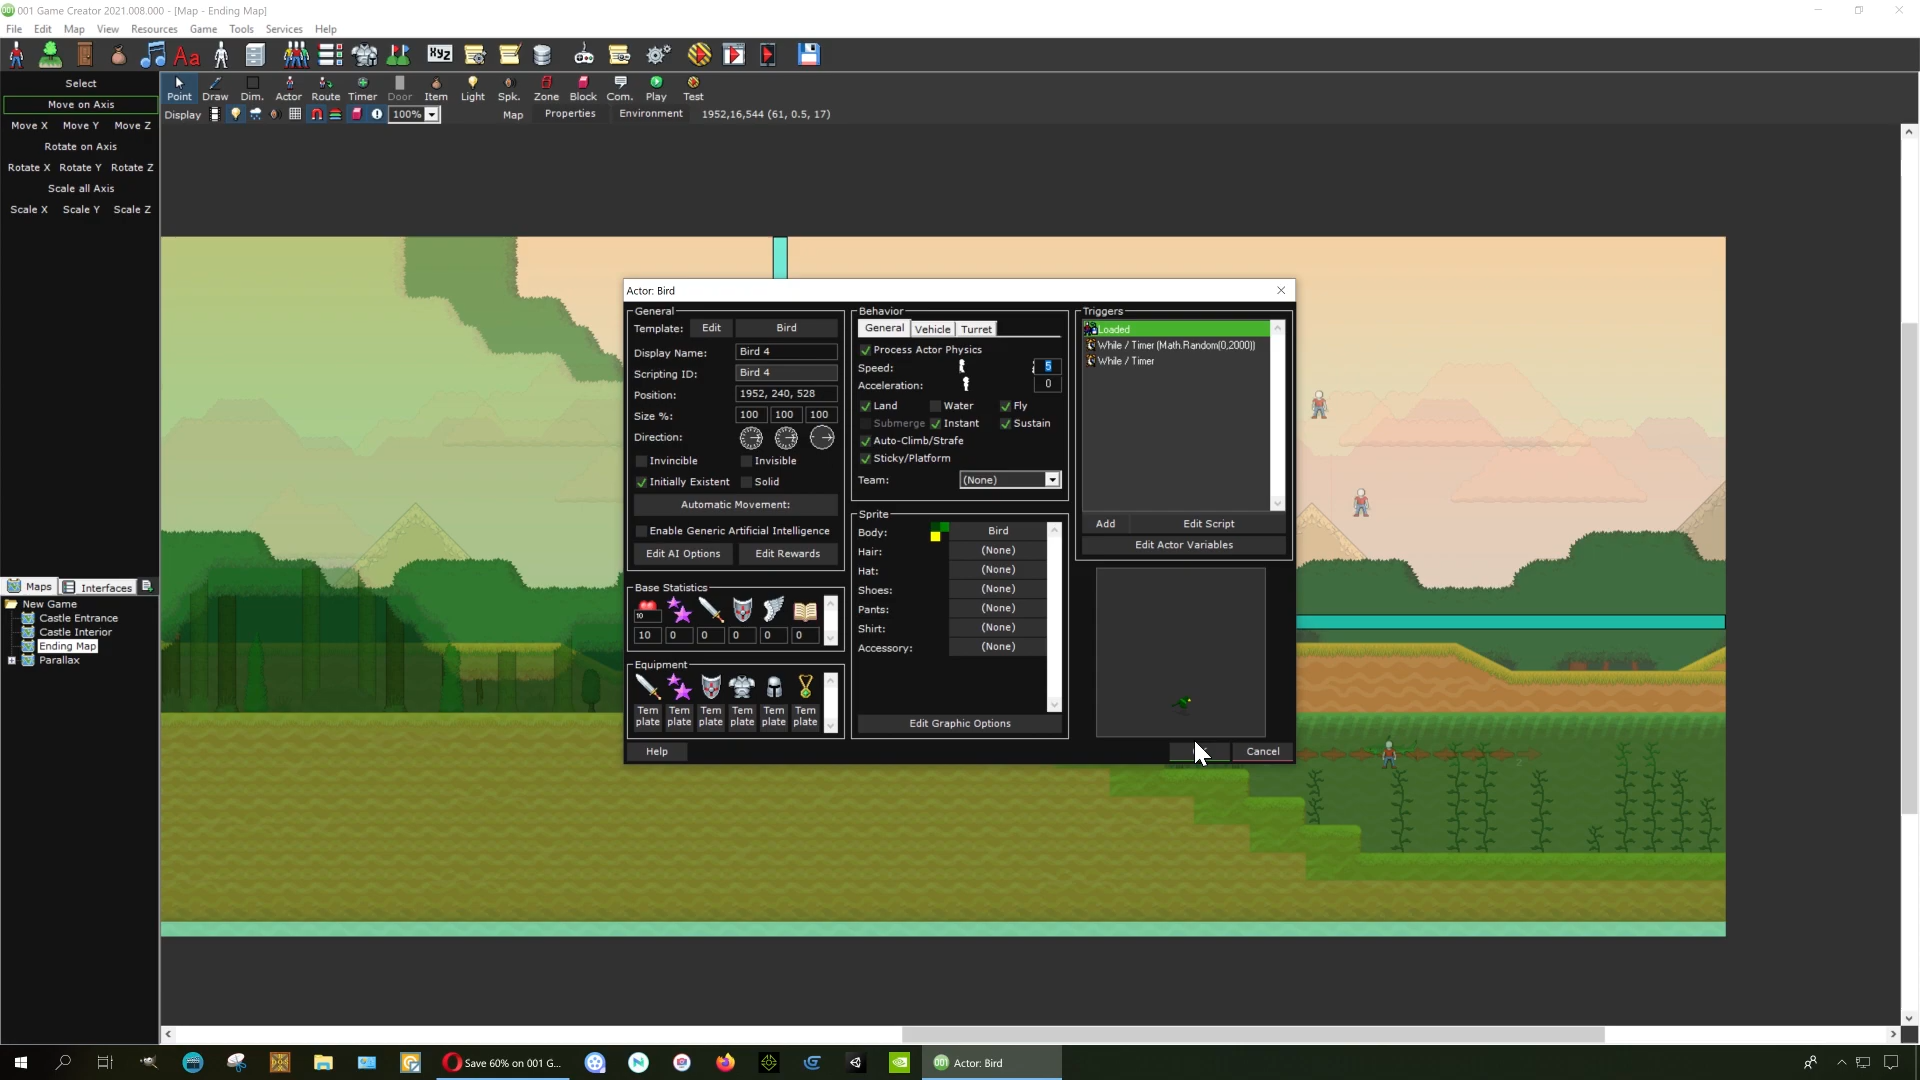 001 Game Creator 2021.008.000 - [Map - Ending Map]
File Edit Map View Resources Game Tools Services Help
Aa XYZ
Select
Move on Axis
Move X Move Y Move Z
Rotate on Axis
Rotate X Rotate Y Rotate Z
Scale all Axis
Scale X Scale Y Scale Z
Point Draw Dim. Actor Route Timer Door Item Light Spk. Zone Block Com. Play Test
Display 100% Map Properties Environment 1952,16,544 (61, 0.5, 17)
Maps Interfaces
New Game
Castle Entrance
Castle Interior
Ending Map
Parallax
Actor: Bird
General
Template: Edit Bird
Display Name: Bird 4
Scripting ID: Bird 4
Position: 1952, 240, 528
Size %: 100 100 100
Direction:
Invincible Invisible
Initially Existent Solid
Automatic Movement:
Enable Generic Artificial Intelligence
Edit AI Options Edit Rewards
Base Statistics
10
10 0 0 0 0 0
Equipment
Tem plate Tem plate Tem plate Tem plate Tem plate Tem plate
Help
Behavior
General Vehicle Turret
Process Actor Physics
Speed: 5
Acceleration: 0
Land Water Fly
Submerge Instant Sustain
Auto-Climb/Strafe
Sticky/Platform
Team: (None)
Sprite
Body: Bird
Hair: (None)
Hat: (None)
Shoes: (None)
Pants: (None)
Shirt: (None)
Accessory: (None)
Edit Graphic Options
Triggers
Loaded
While / Timer (Math.Random(0,2000))
While / Timer
Add Edit Script
Edit Actor Variables
Cancel
2
Save 60% on 001 G...
001 Actor: Bird